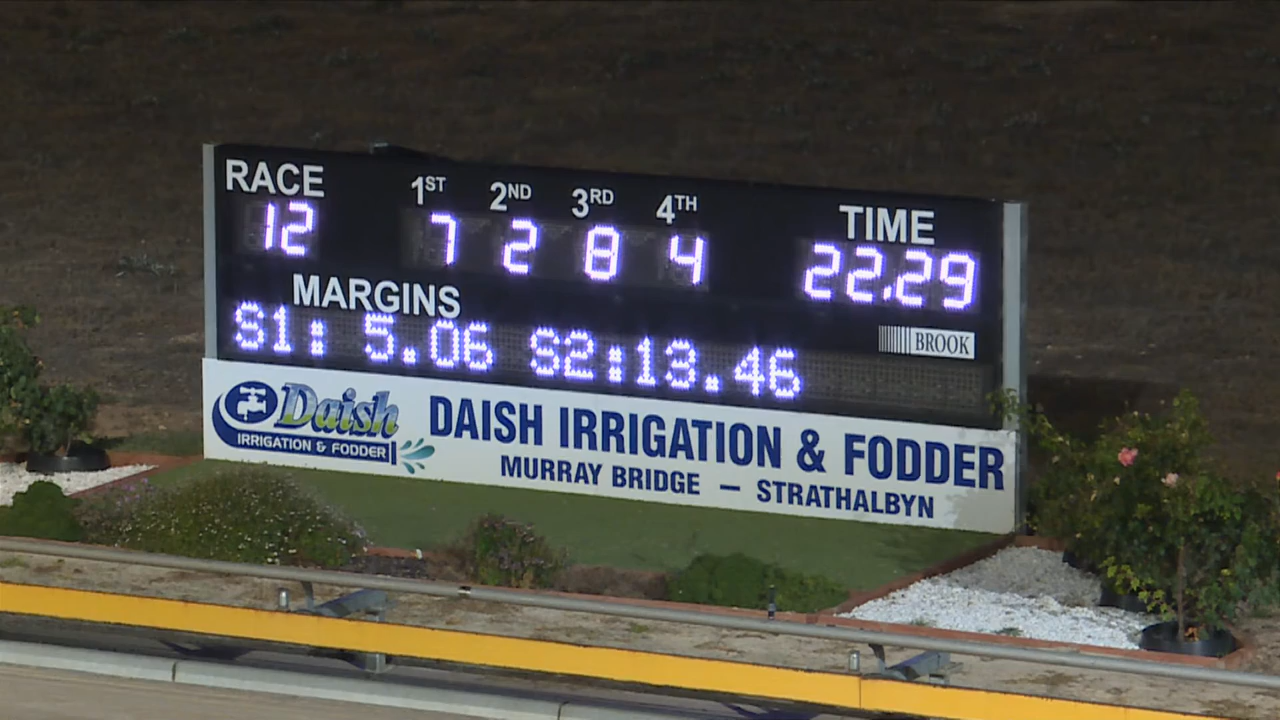 RACE 1ST 2ND 3RD 4TH TIME
12 7 2 8 4 22.29
MARGINS
S1: 5.06 S2:13.46
BROOK
Daish
IRRIGATION & FODDER
DAISH IRRIGATION & FODDER
MURRAY BRIDGE — STRATHALBYN